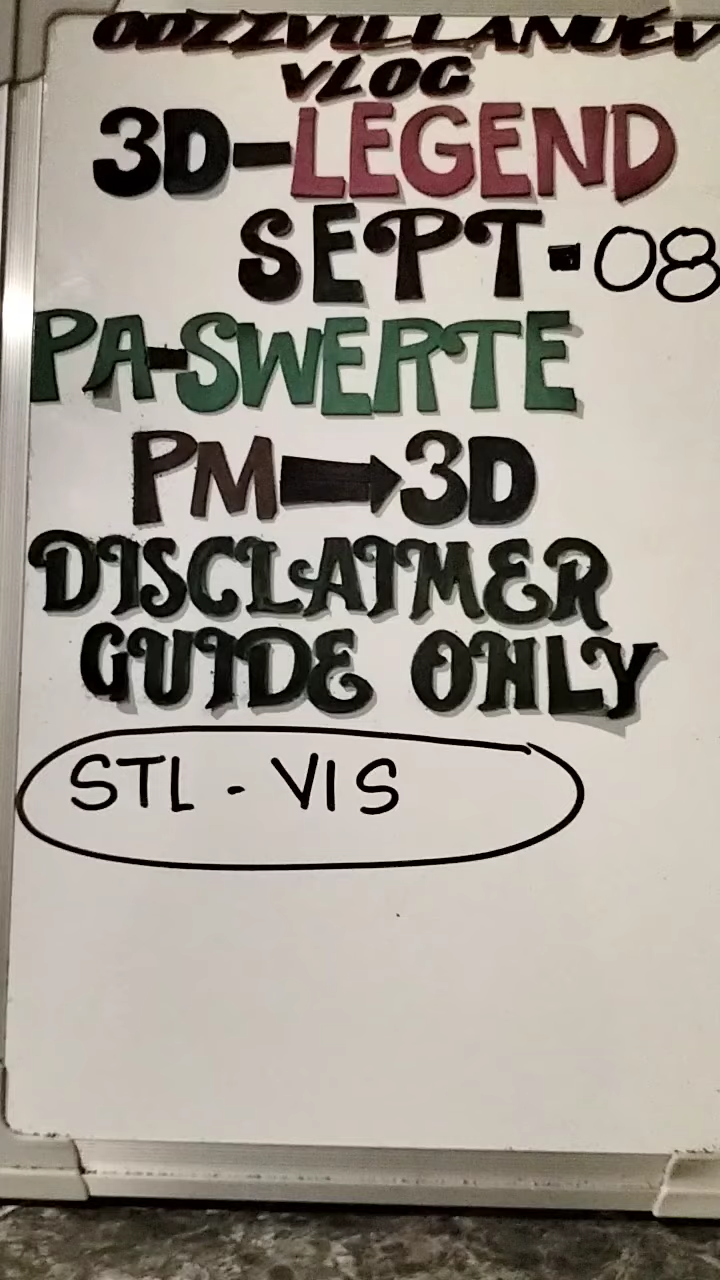 ODZZVILLANUEV
VLOG
3D-LEGEND
SEPT-08
PA-SWERTE
PM→3D
DISCLAIMER
GUIDE ONLY
STL - VIS